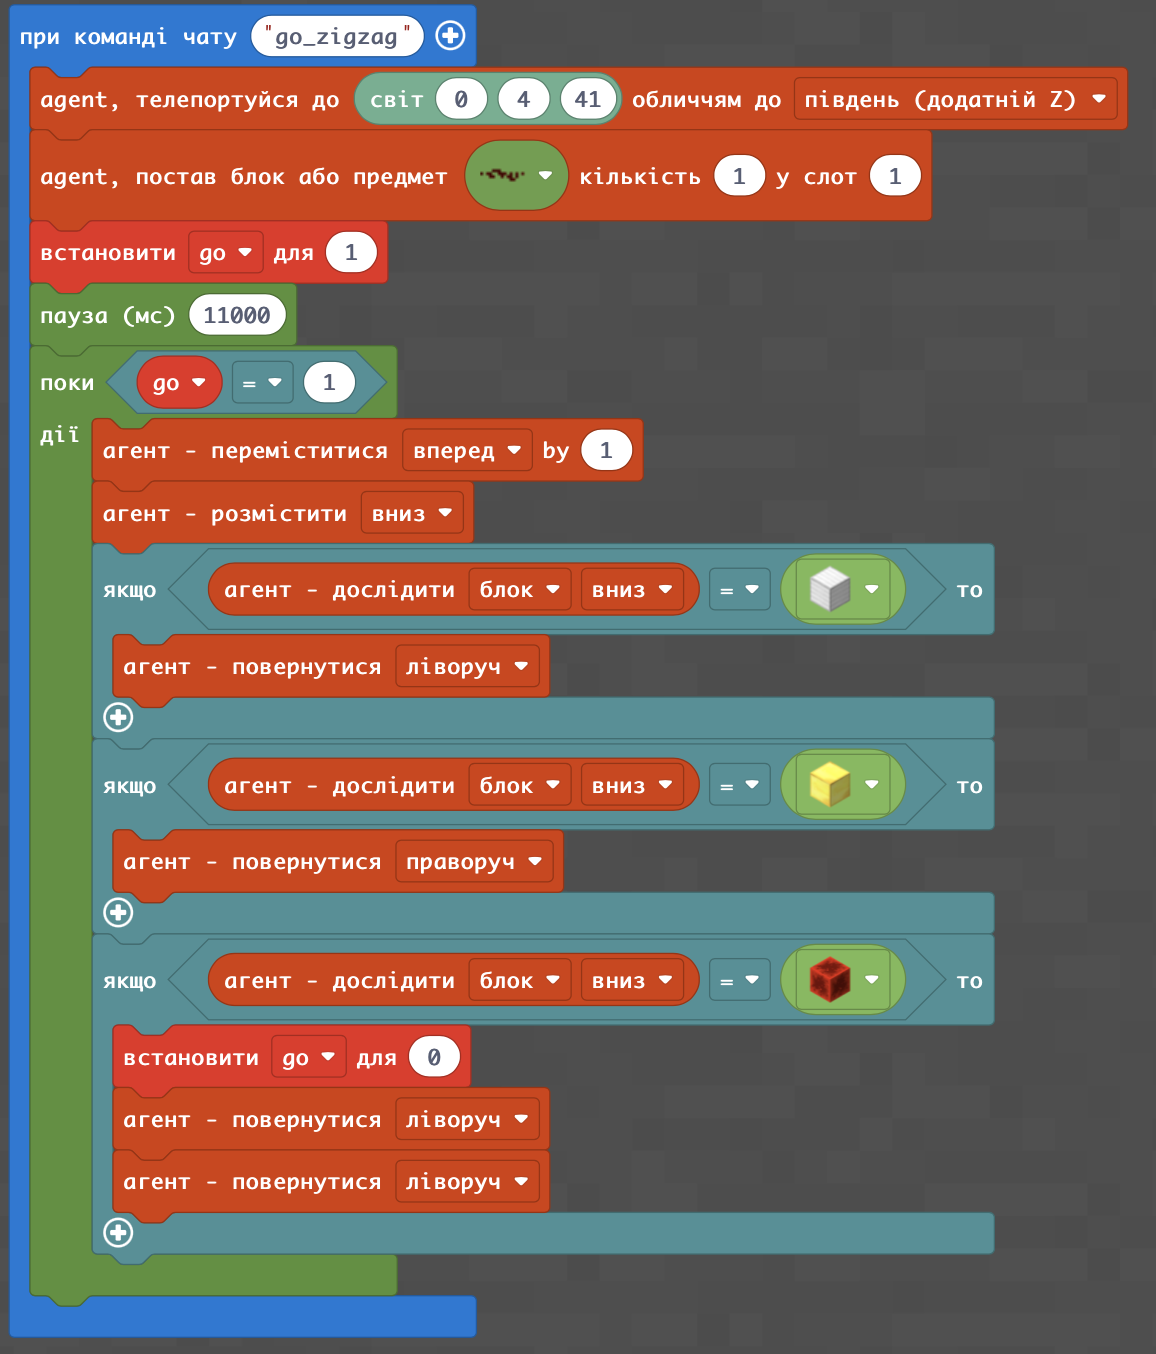 при команді чату "go_zigzag"
agent, телепортуйся до світ 0 4 41 обличчям до південь (додатній Z)
agent, постав блок або предмет кількість 1 у слот 1
встановити go для 1
пауза (мс) 11000
поки go = 1
дії
агент - переміститися вперед by 1
агент - розмістити вниз
якщо агент - дослідити блок вниз = то
агент - повернутися ліворуч
якщо агент - дослідити блок вниз = то
агент - повернутися праворуч
якщо агент - дослідити блок вниз = то
встановити go для 0
агент - повернутися ліворуч
агент - повернутися ліворуч